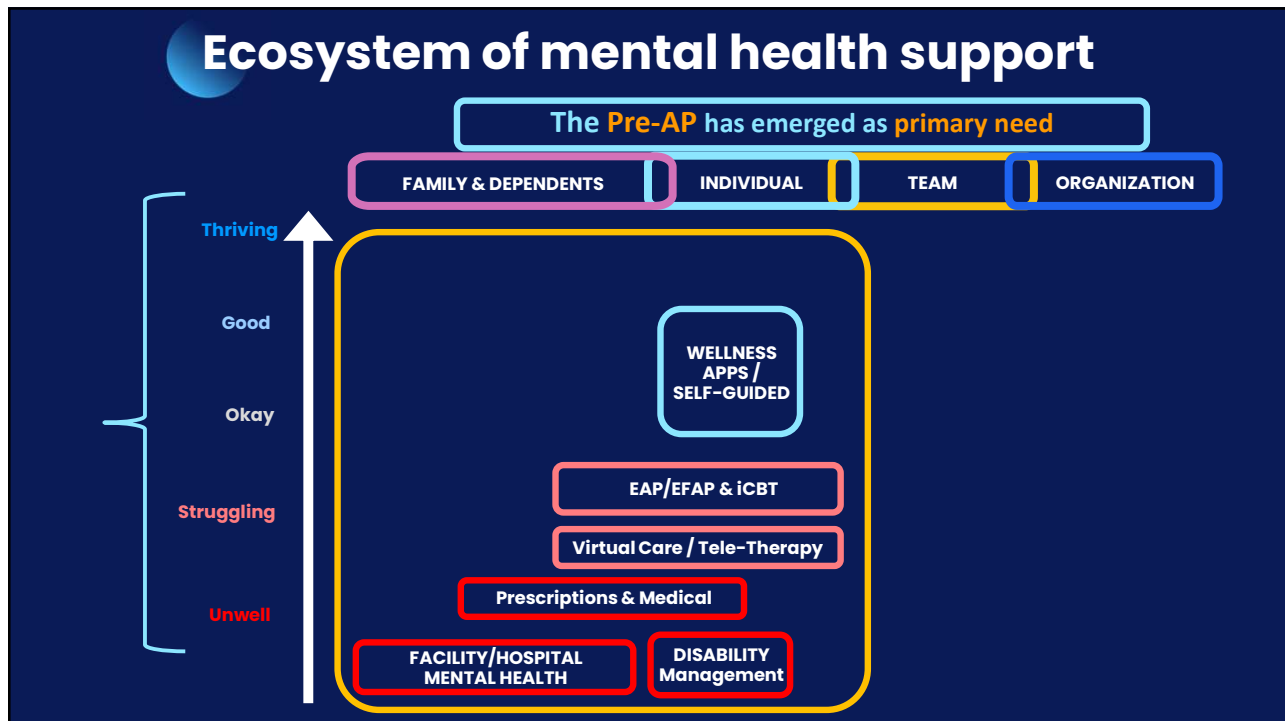 Ecosystem of mental health support
The Pre-AP has emerged as primary need
FAMILY & DEPENDENTS
INDIVIDUAL
TEAM
ORGANIZATION
Thriving
Good
Okay
Struggling
Unwell
WELLNESS
APPS /
SELF-GUIDED
EAP/EFAP & iCBT
Virtual Care / Tele-Therapy
Prescriptions & Medical
FACILITY/HOSPITAL
MENTAL HEALTH
DISABILITY
Management